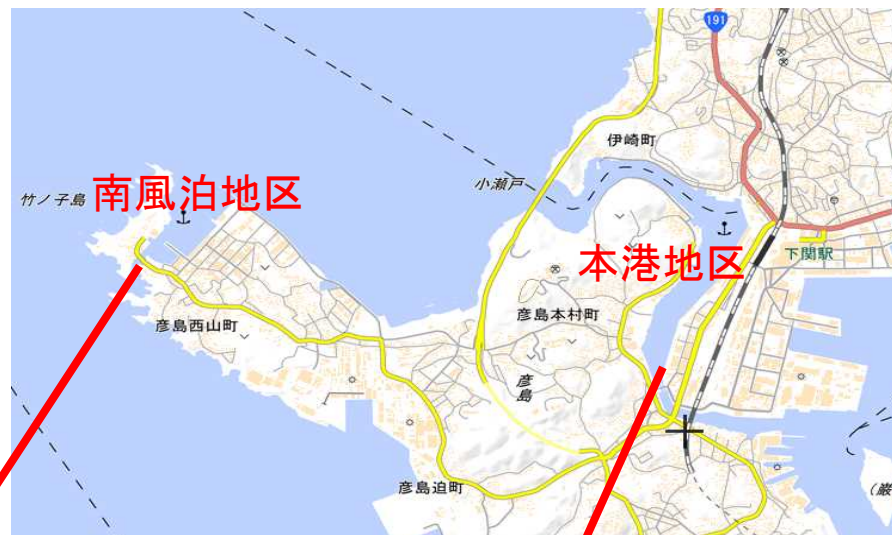 191
伊崎町
小瀬戸
竹ノ子島
南風泊地区
本港地区
下関駅
彦島西山町
彦島本村町
彦島
彦島迫町
(巌